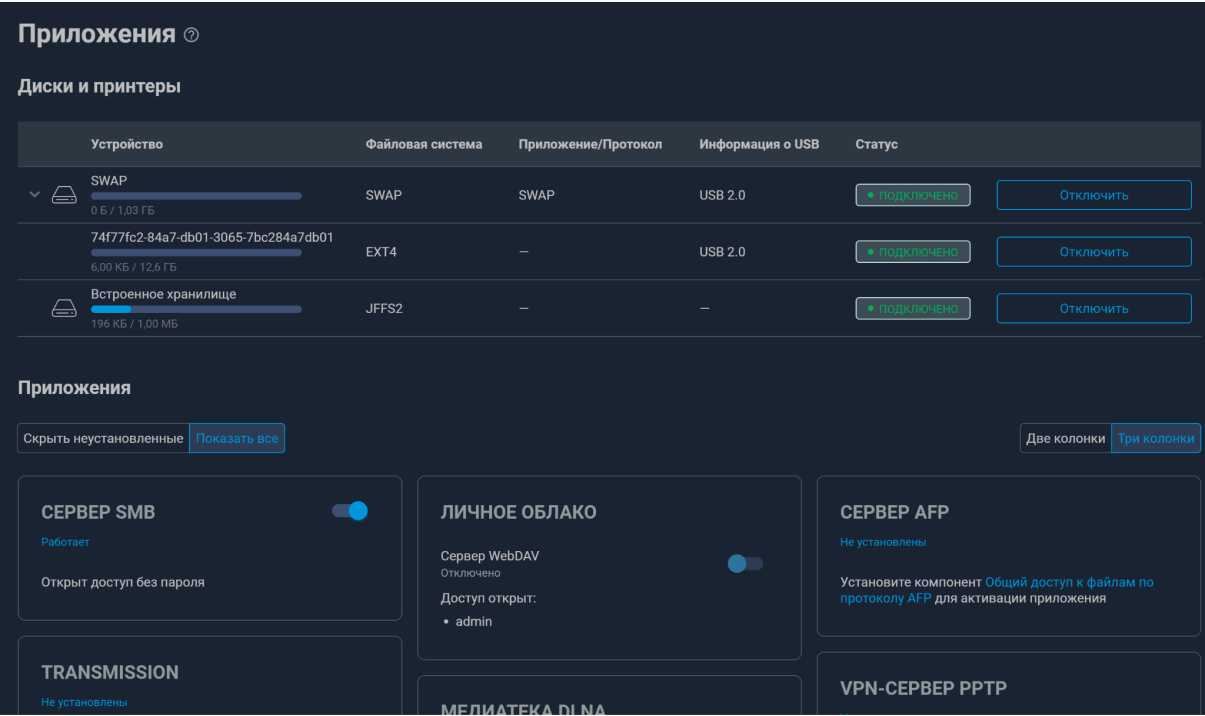 Приложения
Диски и принтеры
Устройство Файловая система Приложение/Протокол Информация о USB Статус
SWAP
0 Б / 1,03 ГБ
SWAP SWAP USB 2.0 • ПОДКЛЮЧЕНО Отключить
74f77fc2-84a7-db01-3065-7bc284a7db01
6,00 КБ / 12,6 ГБ
EXT4 — USB 2.0 • ПОДКЛЮЧЕНО Отключить
Встроенное хранилище
196 КБ / 1,00 МБ
JFFS2 — — • ПОДКЛЮЧЕНО Отключить
Приложения
Скрыть неустановленные Показать все
Две колонки Три колонки
СЕРВЕР SMB
Работает
Открыт доступ без пароля
ЛИЧНОЕ ОБЛАКО
Сервер WebDAV
Отключено
Доступ открыт:
• admin
СЕРВЕР AFP
Не установлены
Установите компонент Общий доступ к файлам по
протоколу AFP для активации приложения
TRANSMISSION
Не установлены
МЕДИАТЕКА DLNA
VPN-СЕРВЕР PPTP